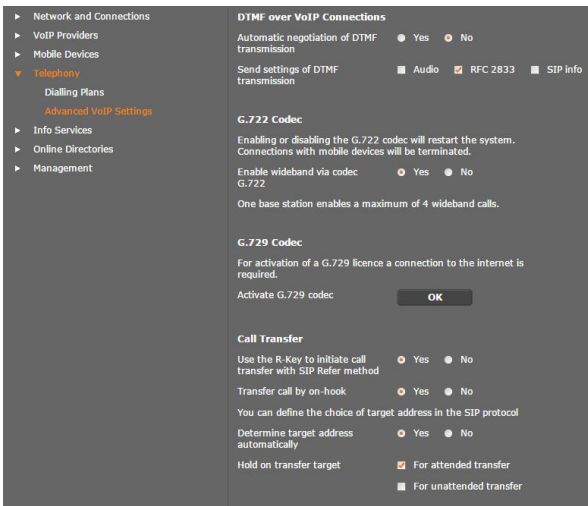 Network and Connections
VoIP Providers
Mobile Devices
Telephony
Dialling Plans
Advanced VoIP Settings
Info Services
Online Directories
Management
DTMF over VoIP Connections
Automatic negotiation of DTMF
transmission
Yes No
Send settings of DTMF
transmission
Audio RFC 2833 SIP info
G.722 Codec
Enabling or disabling the G.722 codec will restart the system.
Connections with mobile devices will be terminated.
Enable wideband via codec
G.722
Yes No
One base station enables a maximum of 4 wideband calls.
G.729 Codec
For activation of a G.729 licence a connection to the internet is
required.
Activate G.729 codec
OK
Call Transfer
Use the R-Key to initiate call
transfer with SIP Refer method
Yes No
Transfer call by on-hook
Yes No
You can define the choice of target address in the SIP protocol
Determine target address
automatically
Yes No
Hold on transfer target
For attended transfer
For unattended transfer